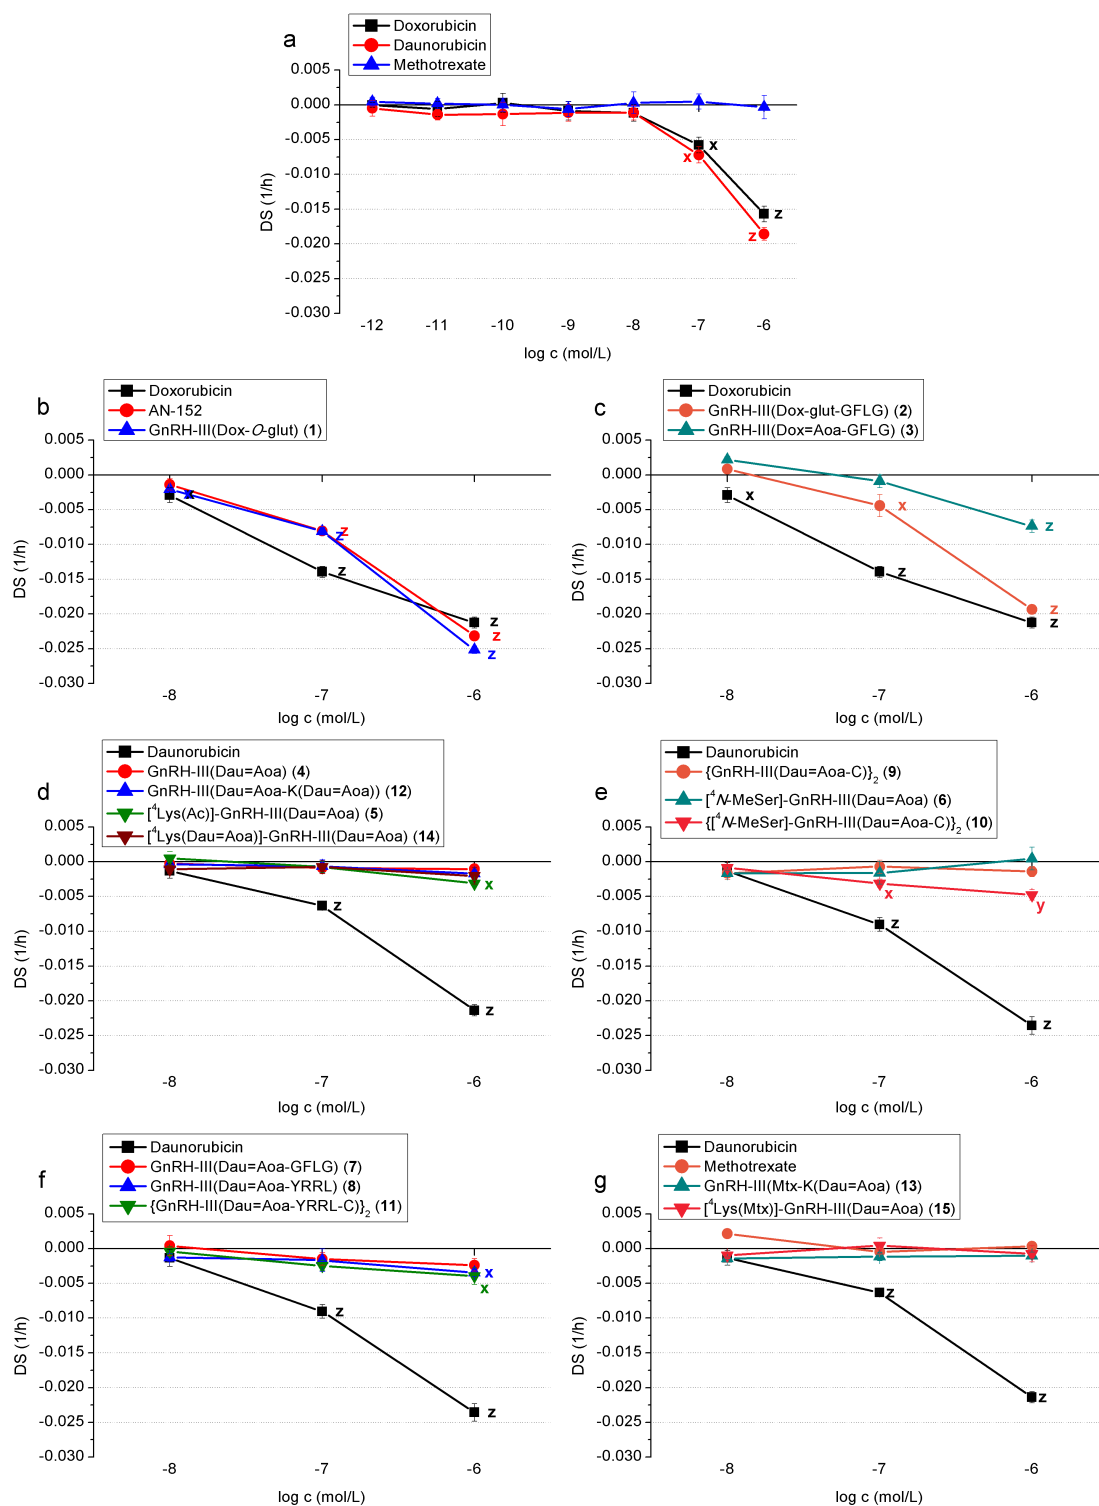 a
Doxorubicin
Daunorubicin
Methotrexate
0.005
0.000
-0.005
-0.010
-0.015
-0.020
-0.025
-0.030
DS (1/h)
x
x
z
z
-12 -11 -10 -9 -8 -7 -6
log c (mol/L)
b
Doxorubicin
AN-152
GnRH-III(Dox-O-glut) (1)
0.005
0.000
-0.005
-0.010
-0.015
-0.020
-0.025
-0.030
DS (1/h)
z
z
z
z
z
z
-8 -7 -6
log c (mol/L)
c
Doxorubicin
GnRH-III(Dox-glut-GFLG) (2)
GnRH-III(Dox=Aoa-GFLG) (3)
0.005
0.000
-0.005
-0.010
-0.015
-0.020
-0.025
-0.030
DS (1/h)
x
x
z
z
z
z
-8 -7 -6
log c (mol/L)
d
Daunorubicin
GnRH-III(Dau=Aoa) (4)
GnRH-III(Dau=Aoa-K(Dau=Aoa)) (12)
[⁴Lys(Ac)]-GnRH-III(Dau=Aoa) (5)
[⁴Lys(Dau=Aoa)]-GnRH-III(Dau=Aoa) (14)
0.005
0.000
-0.005
-0.010
-0.015
-0.020
-0.025
-0.030
DS (1/h)
x
z
z
-8 -7 -6
log c (mol/L)
e
Daunorubicin
{GnRH-III(Dau=Aoa-C)}₂ (9)
[⁴N-MeSer]-GnRH-III(Dau=Aoa) (6)
{[⁴N-MeSer]-GnRH-III(Dau=Aoa-C)}₂ (10)
0.005
0.000
-0.005
-0.010
-0.015
-0.020
-0.025
-0.030
DS (1/h)
x
y
z
z
-8 -7 -6
log c (mol/L)
f
Daunorubicin
GnRH-III(Dau=Aoa-GFLG) (7)
GnRH-III(Dau=Aoa-YRRL) (8)
{GnRH-III(Dau=Aoa-YRRL-C)}₂ (11)
0.005
0.000
-0.005
-0.010
-0.015
-0.020
-0.025
-0.030
DS (1/h)
x
x
z
z
-8 -7 -6
log c (mol/L)
g
Daunorubicin
Methotrexate
GnRH-III(Mtx-K(Dau=Aoa) (13)
[⁴Lys(Mtx)]-GnRH-III(Dau=Aoa) (15)
0.005
0.000
-0.005
-0.010
-0.015
-0.020
-0.025
-0.030
DS (1/h)
z
z
-8 -7 -6
log c (mol/L)